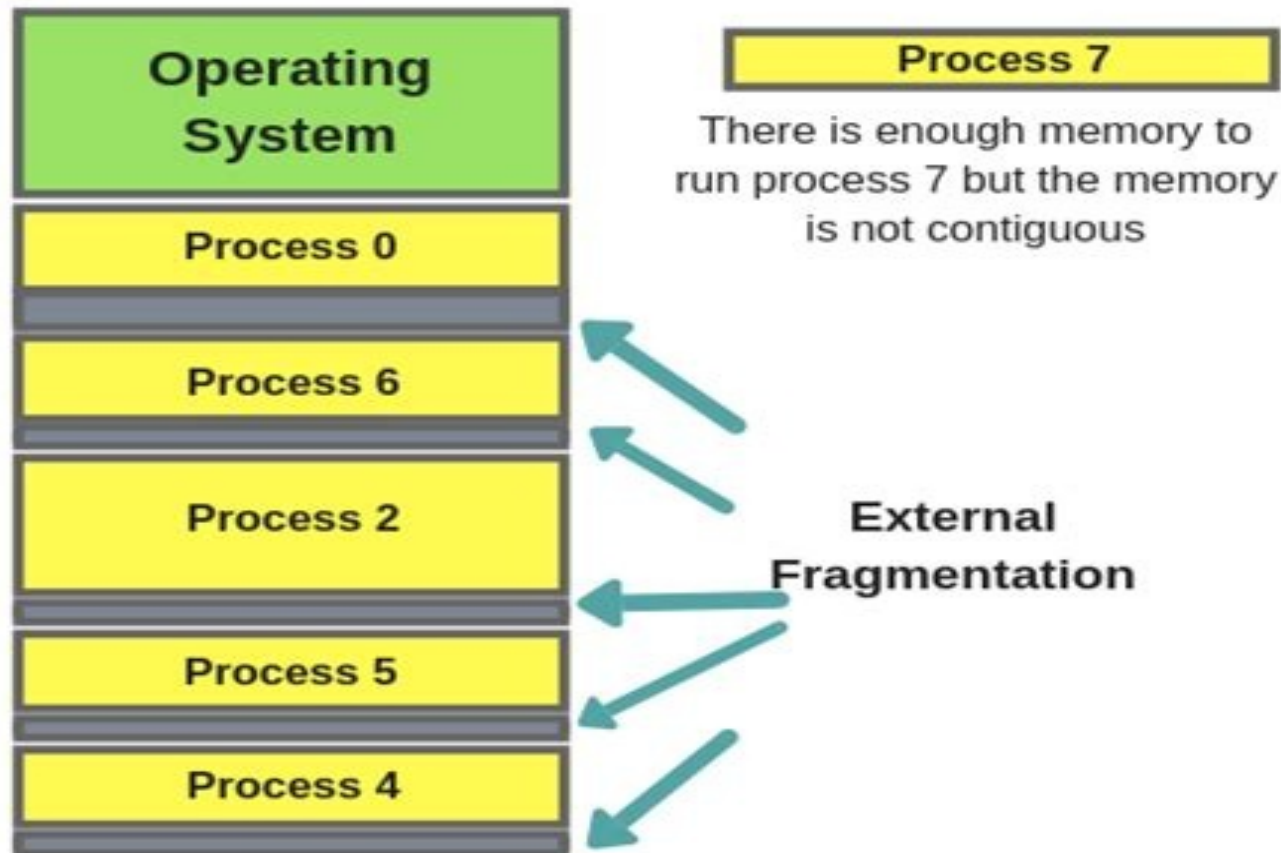 Operating
System
Process 0
Process 6
Process 2
Process 5
Process 4
Process 7
There is enough memory to
run process 7 but the memory
is not contiguous
External
Fragmentation